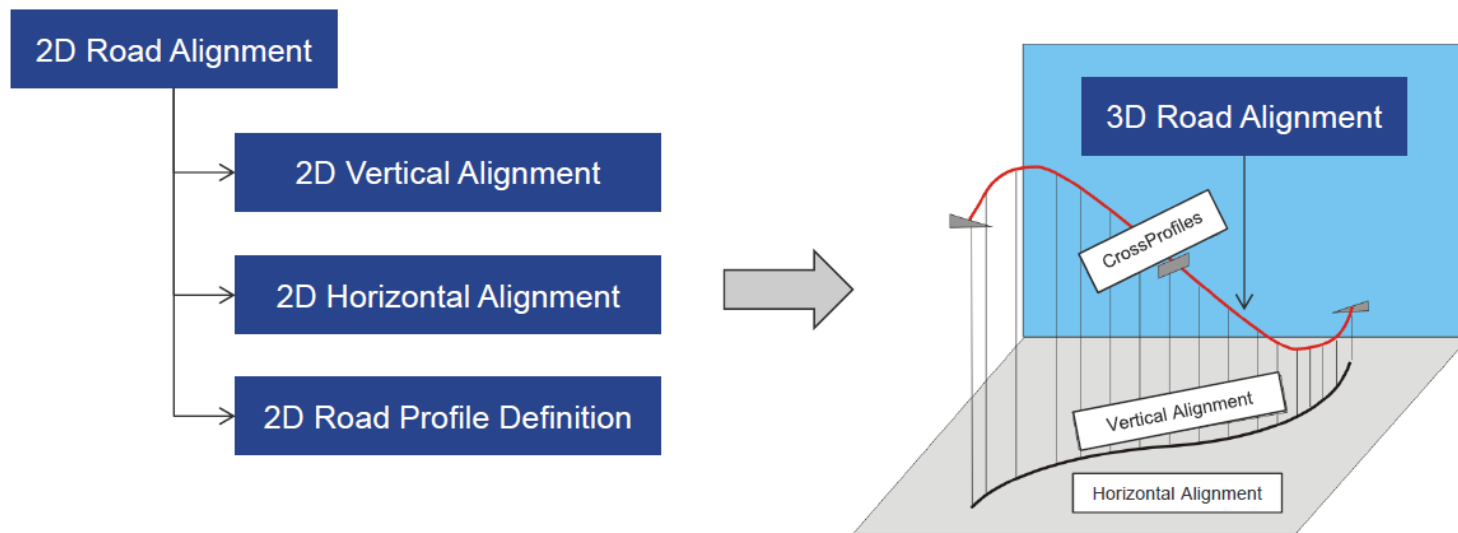 2D Road Alignment
2D Vertical Alignment
2D Horizontal Alignment
2D Road Profile Definition
3D Road Alignment
CrossProfiles
Vertical Alignment
Horizontal Alignment